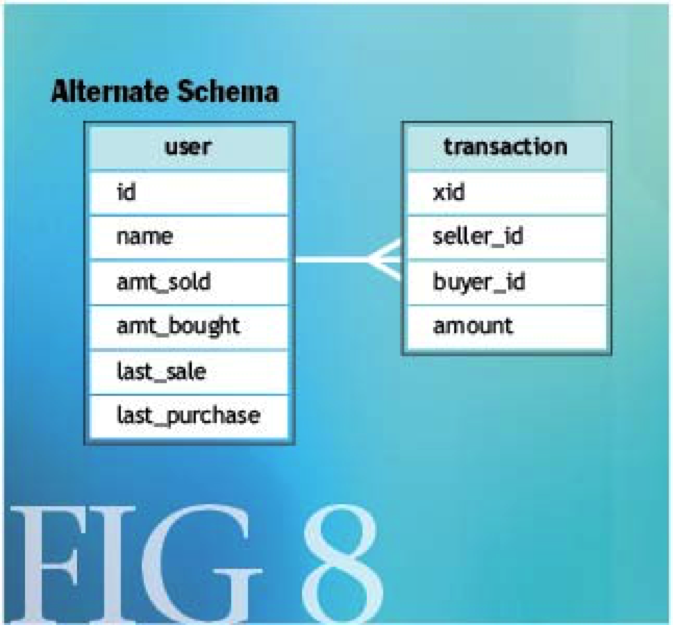 Alternate Schema
user
id
name
amt_sold
amt_bought
last_sale
last_purchase
transaction
xid
seller_id
buyer_id
amount
FIG 8